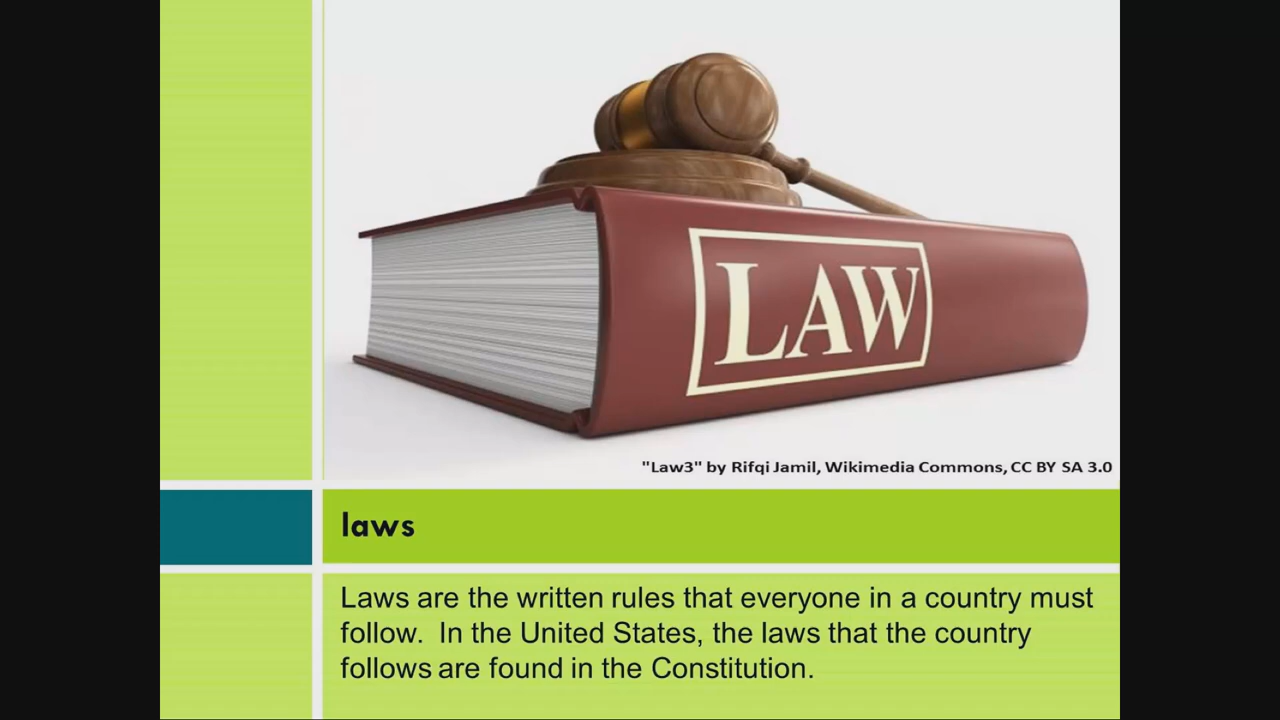 LAW
"Law3" by Rifqi Jamil, Wikimedia Commons, CC BY SA 3.0
laws
Laws are the written rules that everyone in a country must
follow.  In the United States, the laws that the country
follows are found in the Constitution.